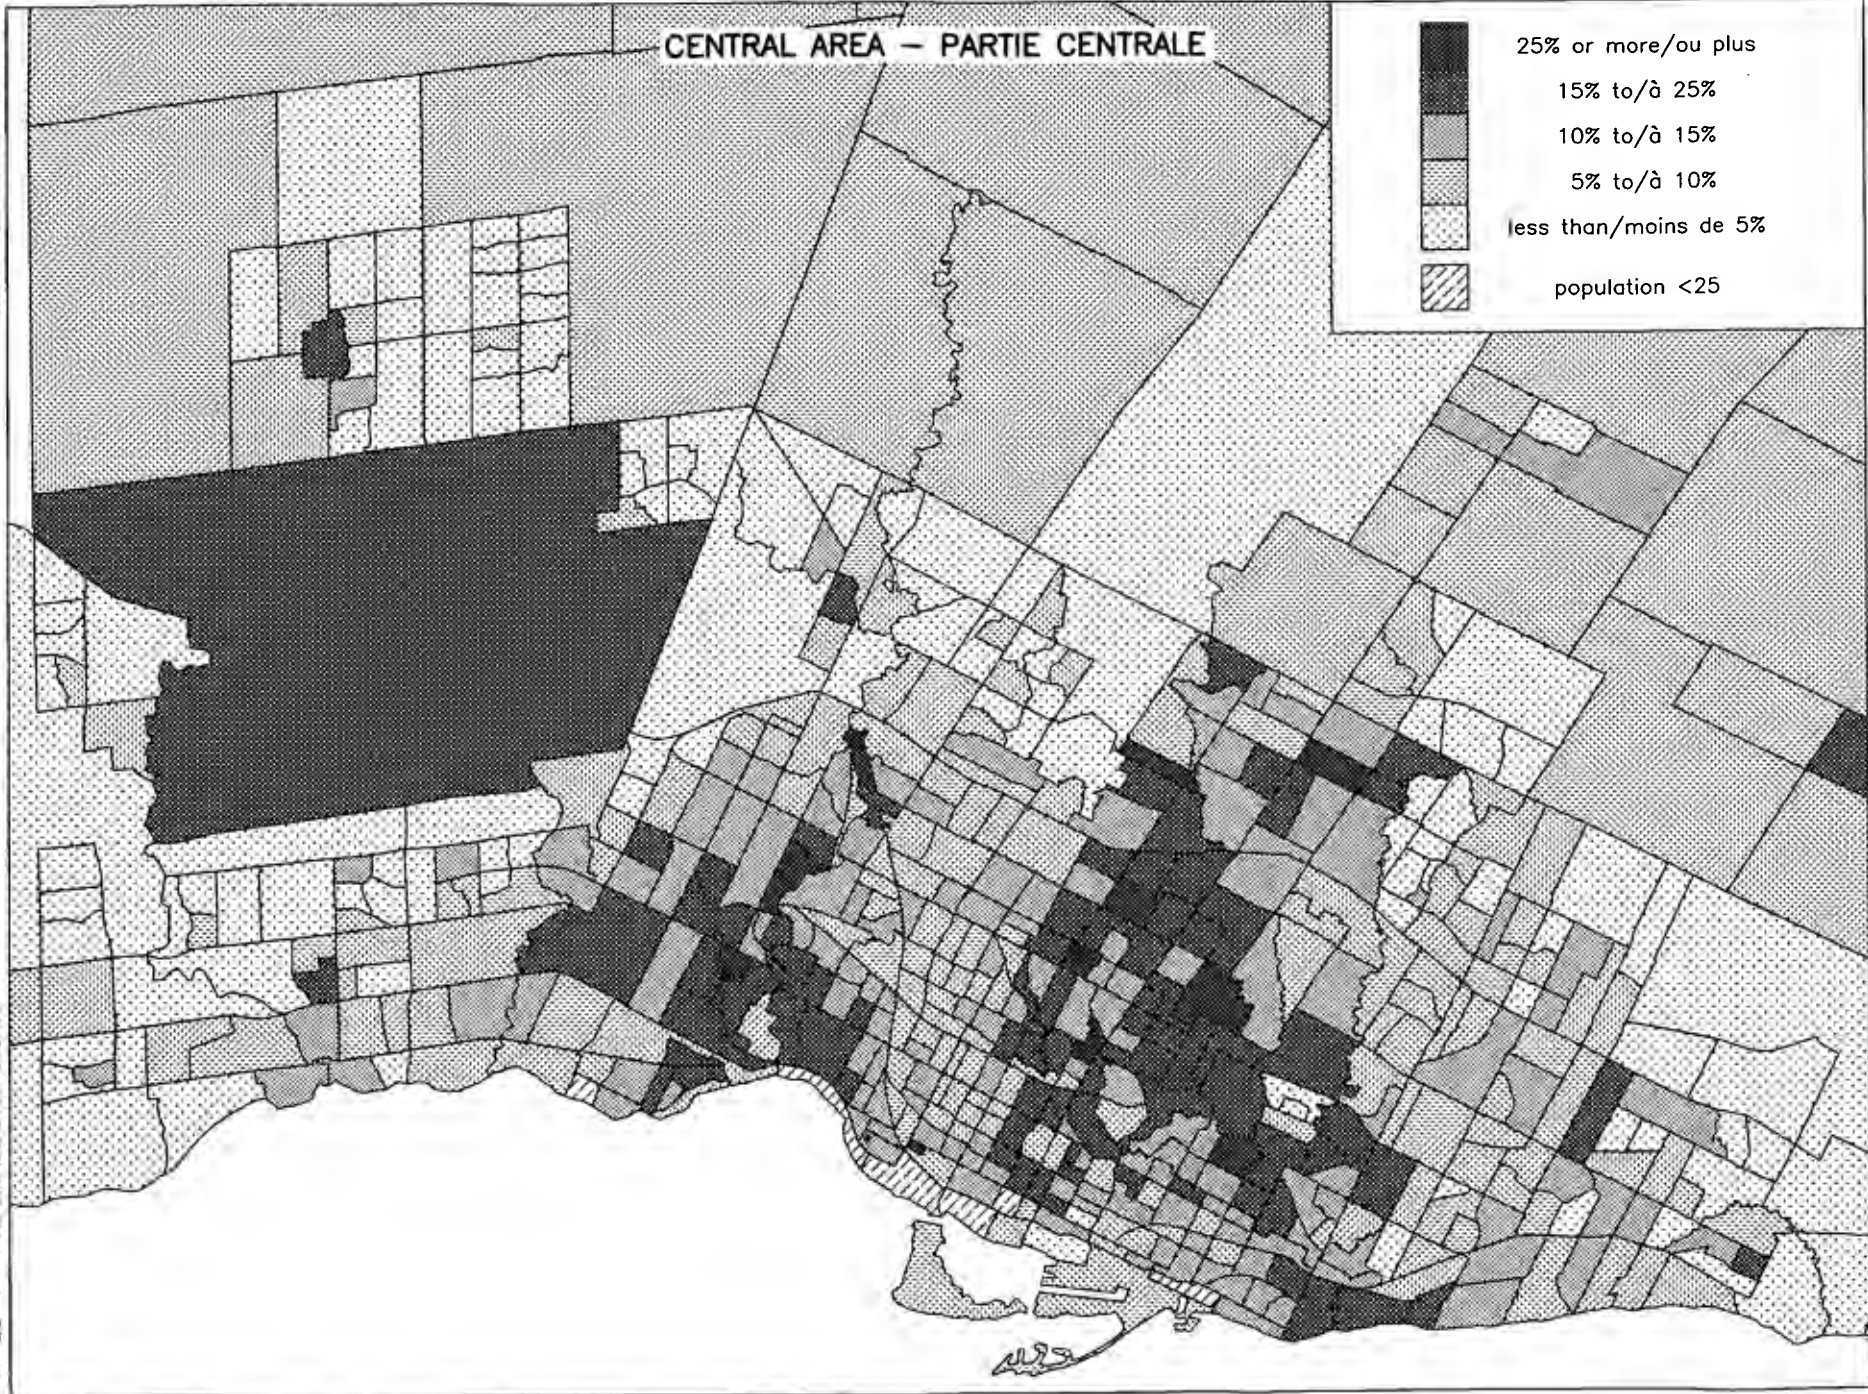 CENTRAL AREA – PARTIE CENTRALE
25% or more/ou plus
15% to/à 25%
10% to/à 15%
5% to/à 10%
less than/moins de 5%
population <25